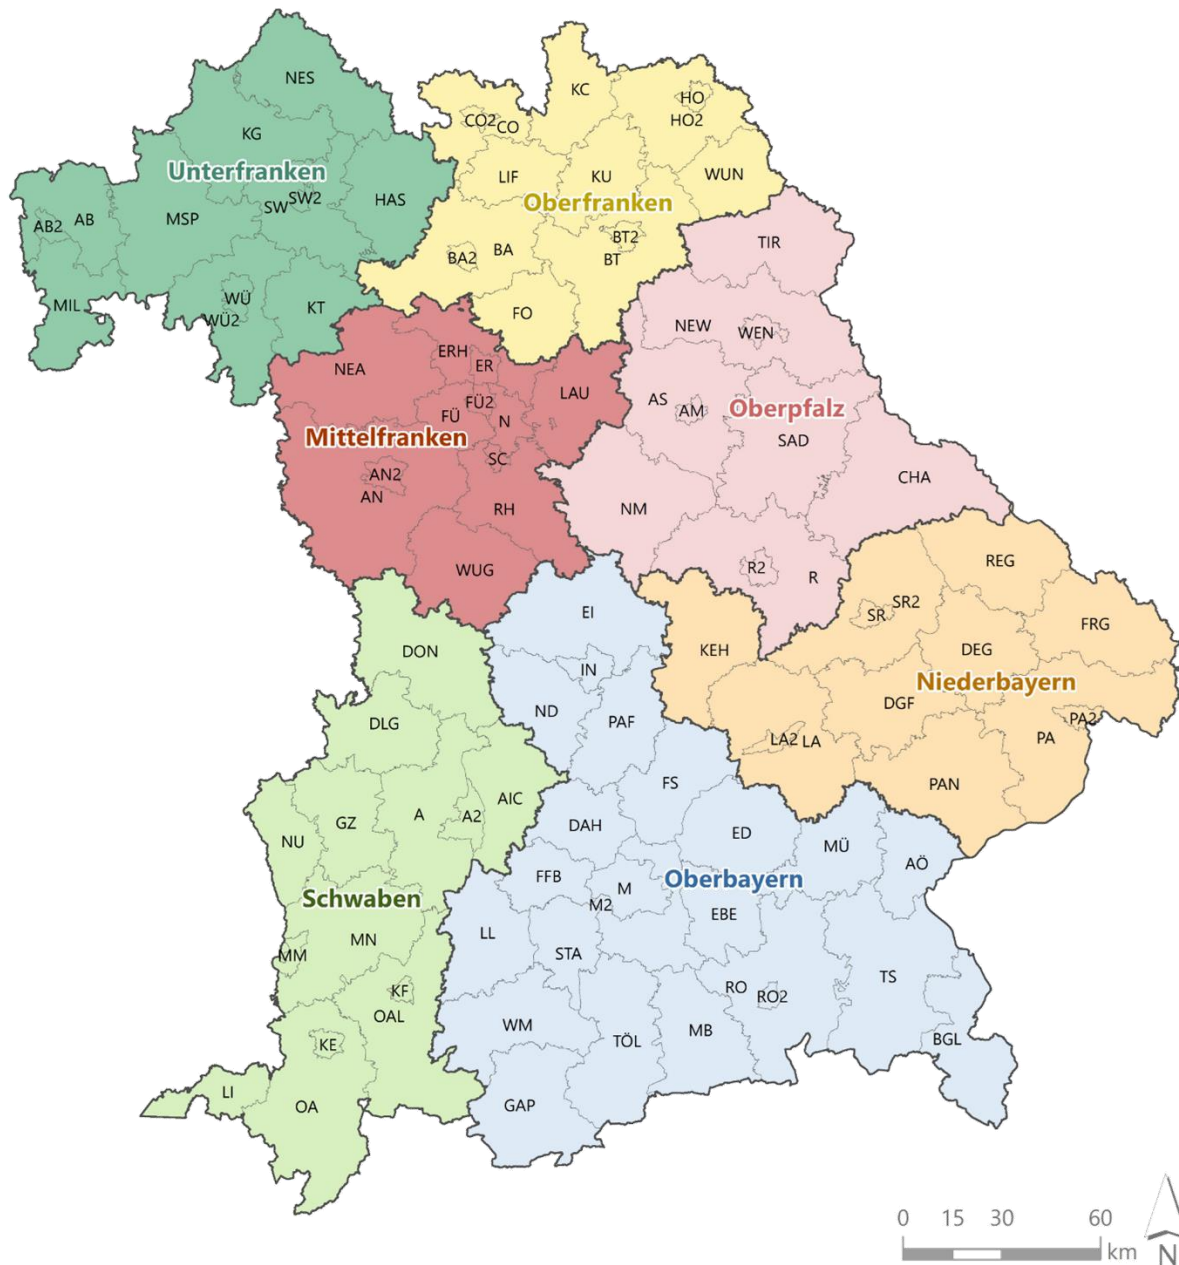 NES
KC
HO
CO2
CO
HO2
KG
Unterfranken
LIF
KU
WUN
SW
SW2
HAS
Oberfranken
AB2
AB
MSP
BT2
BA2
BA
BT
TIR
MIL
WÜ
WÜ2
KT
FO
NEW
WEN
NEA
ERH
ER
LAU
FÜ2
FÜ
N
AS
AM
Oberpfalz
Mittelfranken
SAD
SC
AN2
AN
RH
NM
CHA
WUG
R2
R
REG
EI
SR
SR2
FRG
DON
KEH
DEG
IN
Niederbayern
ND
PAF
DGF
DLG
PA2
LA2
LA
PA
FS
PAN
AIC
A
A2
GZ
DAH
ED
NU
MÜ
AÖ
FFB
M
Oberbayern
Schwaben
M2
EBE
LL
MN
MM
STA
TS
KF
RO
RO2
OAL
WM
MB
TÖL
KE
BGL
LI
OA
GAP
0 15 30 60
km
N